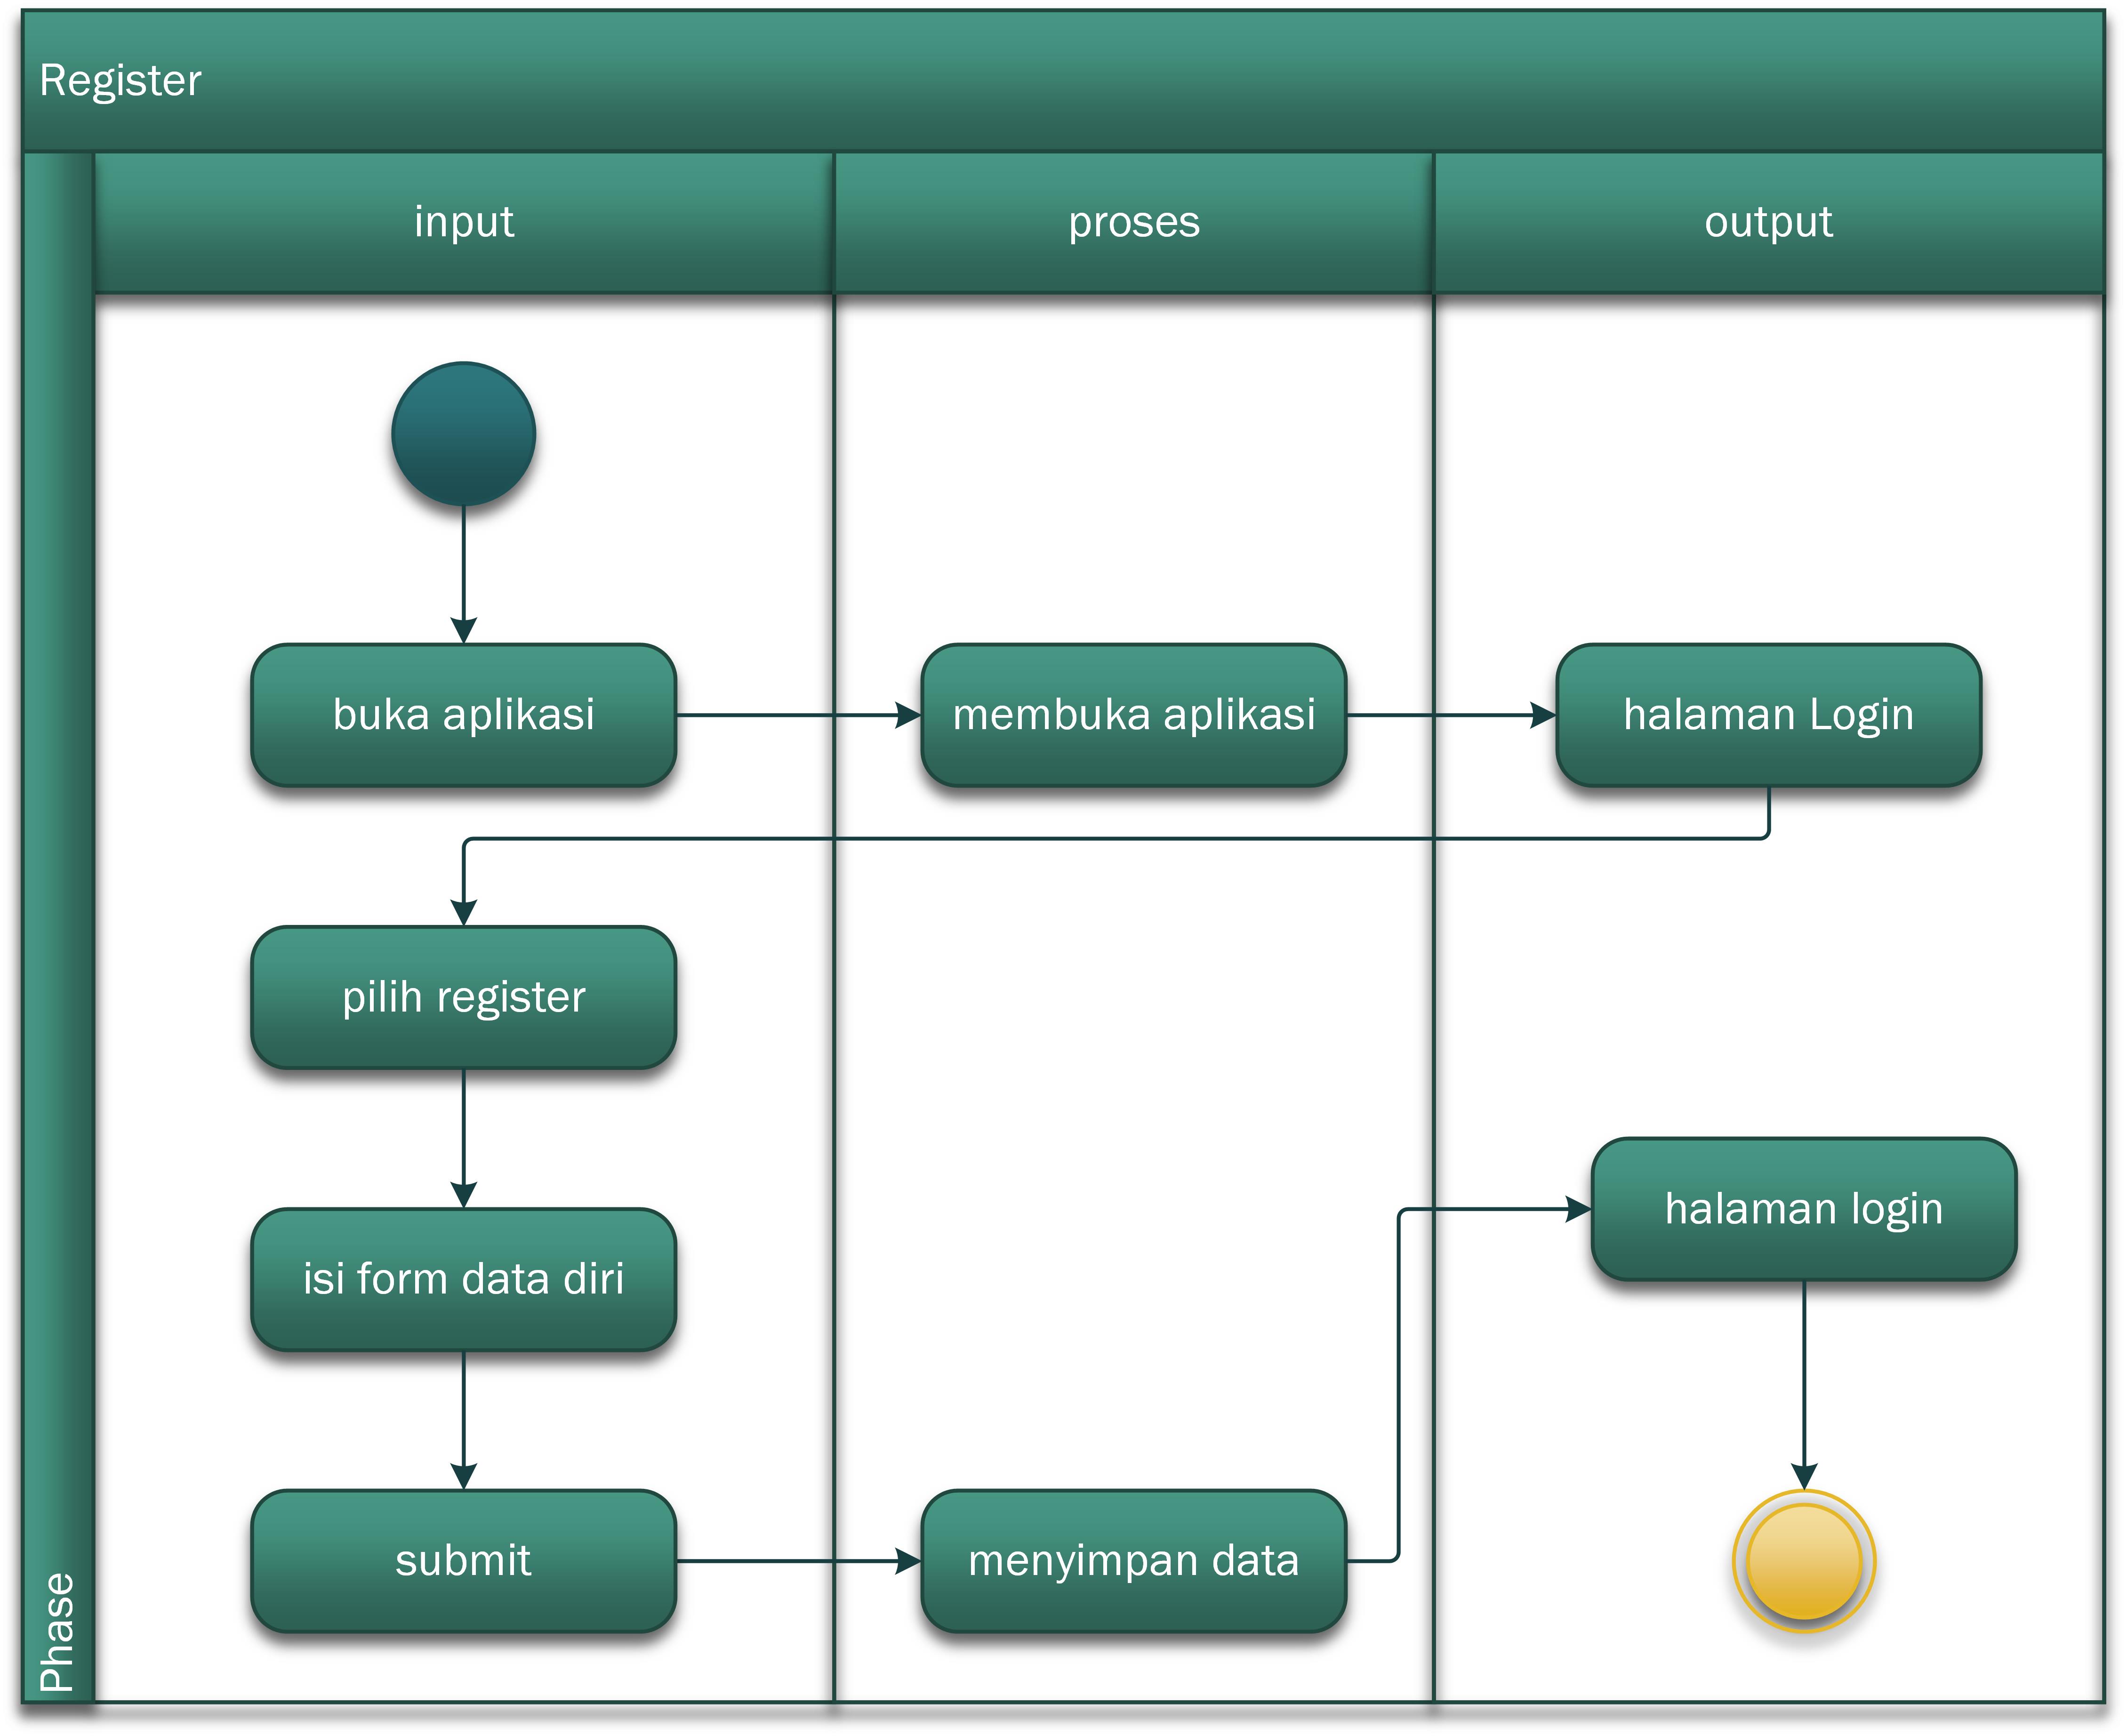 Register
input
proses
output
buka aplikasi
membuka aplikasi
halaman Login
pilih register
halaman login
isi form data diri
submit
menyimpan data
Phase